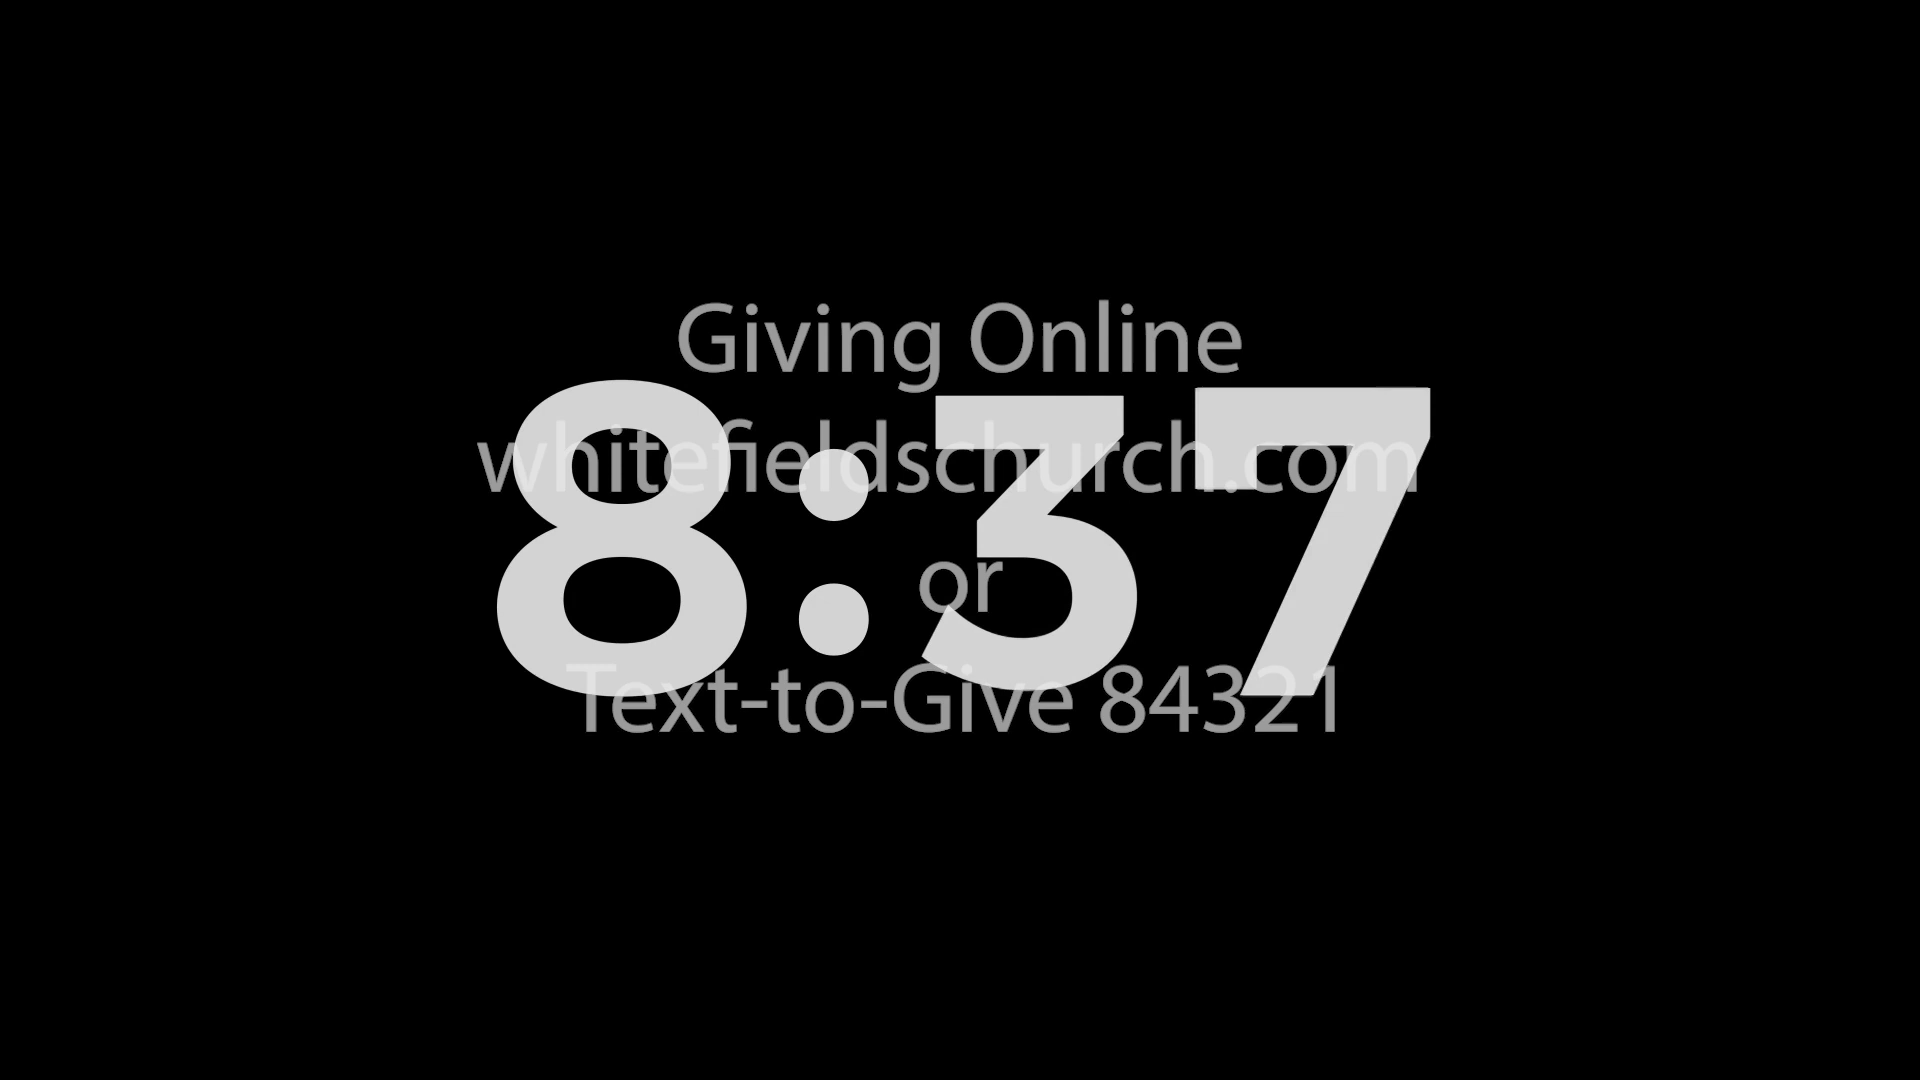 Giving Online
whitefieldschurch.com
8:37
or
Text-to-Give 84321